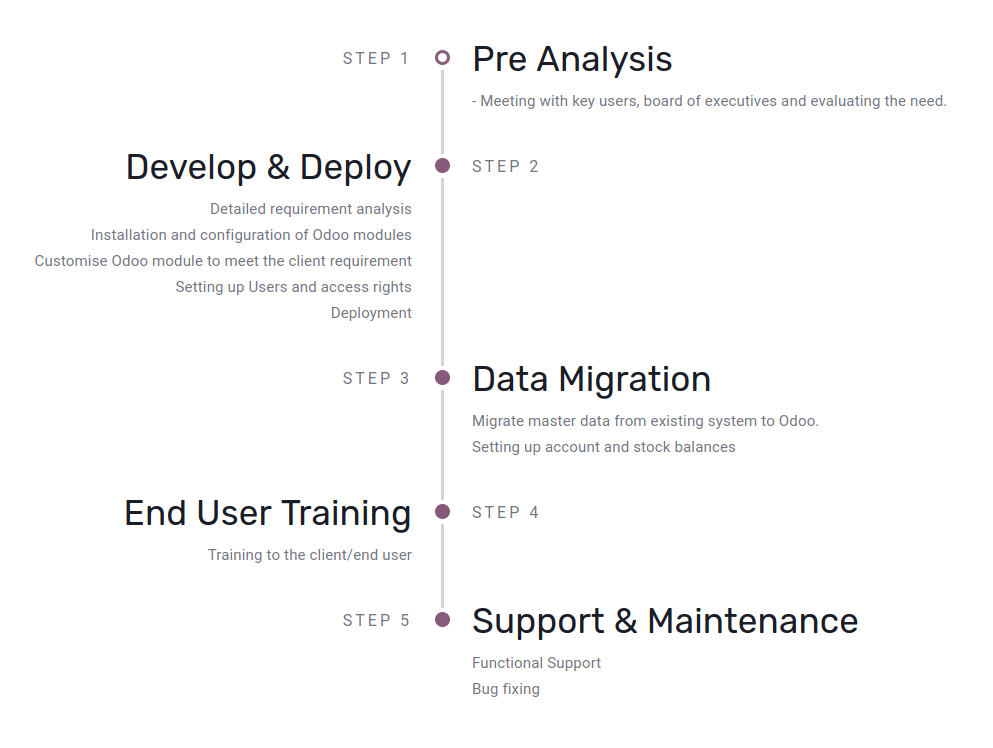 STEP 1
Pre Analysis
- Meeting with key users, board of executives and evaluating the need.
Develop & Deploy
STEP 2
Detailed requirement analysis
Installation and configuration of Odoo modules
Customise Odoo module to meet the client requirement
Setting up Users and access rights
Deployment
STEP 3
Data Migration
Migrate master data from existing system to Odoo.
Setting up account and stock balances
End User Training
STEP 4
Training to the client/end user
STEP 5
Support & Maintenance
Functional Support
Bug fixing